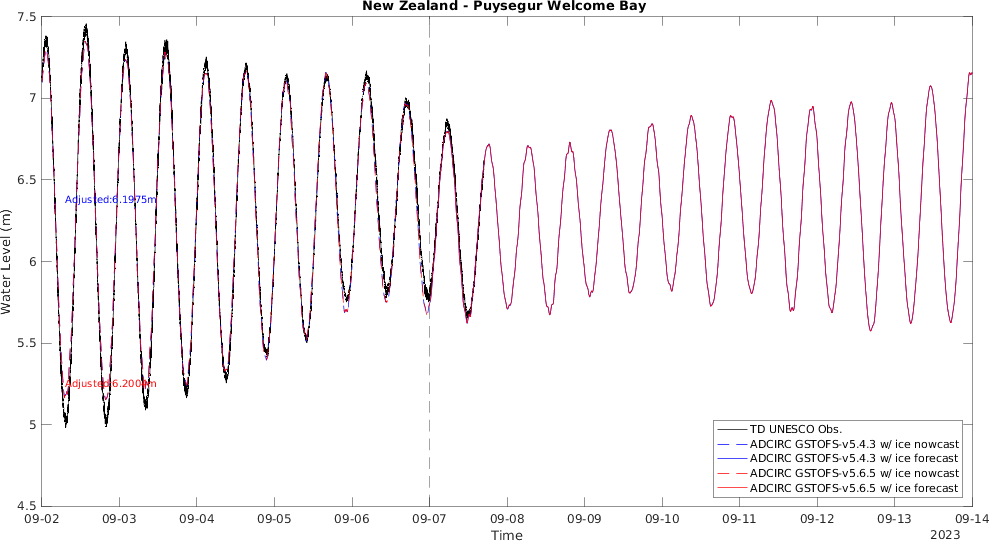 New Zealand - Puysegur Welcome Bay
7.5
7
6.5
6
5.5
5
4.5
Water Level (m)
Adjusted:6.1975m
Adjusted:6.2004m
TD UNESCO Obs.
ADCIRC GSTOFS-v5.4.3 w/ ice nowcast
ADCIRC GSTOFS-v5.4.3 w/ ice forecast
ADCIRC GSTOFS-v5.6.5 w/ ice nowcast
ADCIRC GSTOFS-v5.6.5 w/ ice forecast
09-02 09-03 09-04 09-05 09-06 09-07 09-08 09-09 09-10 09-11 09-12 09-13 09-14
Time
2023